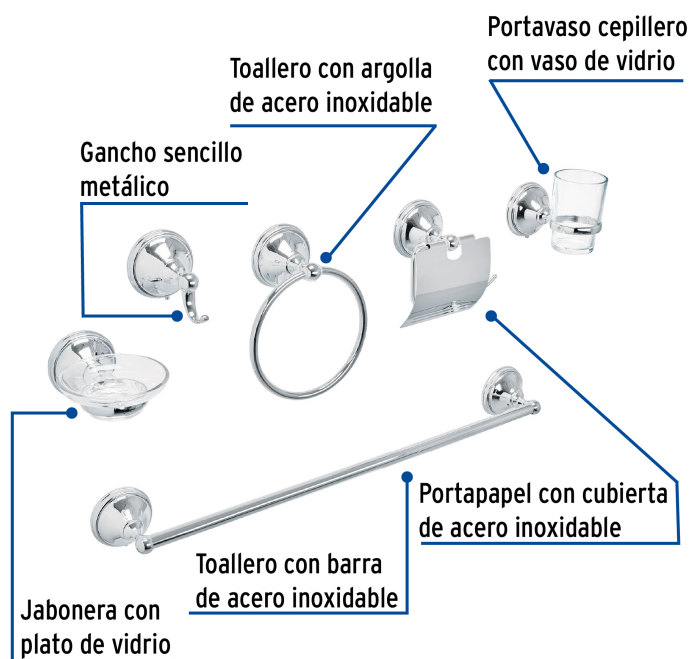 Portavaso cepillero
con vaso de vidrio
Toallero con argolla
de acero inoxidable
Gancho sencillo
metálico
Portapapel con cubierta
de acero inoxidable
Toallero con barra
de acero inoxidable
Jabonera con
plato de vidrio